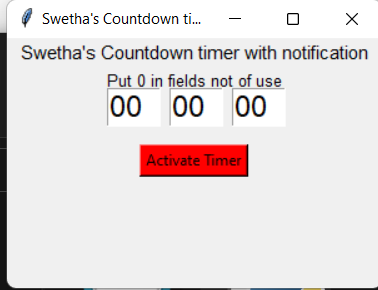 Swetha's Countdown ti...
Swetha's Countdown timer with notification
Put 0 in fields not of use
00 00 00
Activate Timer